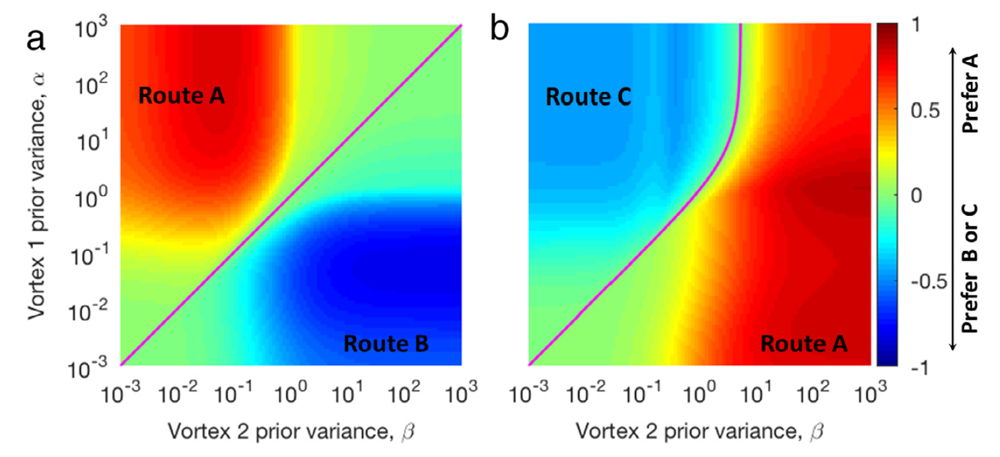 a
Vortex 1 prior variance, α
10³
10²
10¹
10⁰
10⁻¹
10⁻²
10⁻³
Route A
Route B
10⁻³ 10⁻² 10⁻¹ 10⁰ 10¹ 10² 10³
Vortex 2 prior variance, β
b
Route C
Route A
10⁻³ 10⁻² 10⁻¹ 10⁰ 10¹ 10² 10³
Vortex 2 prior variance, β
1
0.5
0
-0.5
-1
Prefer A
Prefer B or C